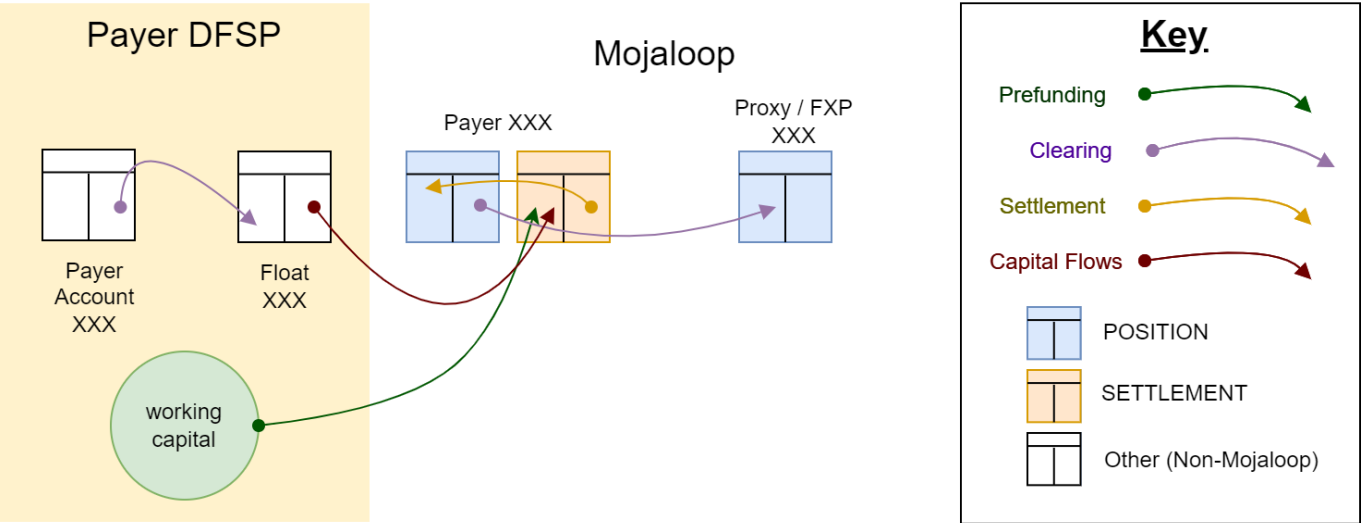 Payer DFSP
Mojaloop
Payer XXX
Proxy / FXP
XXX
Payer
Account
XXX
Float
XXX
working
capital
Key
Prefunding
Clearing
Settlement
Capital Flows
POSITION
SETTLEMENT
Other (Non-Mojaloop)